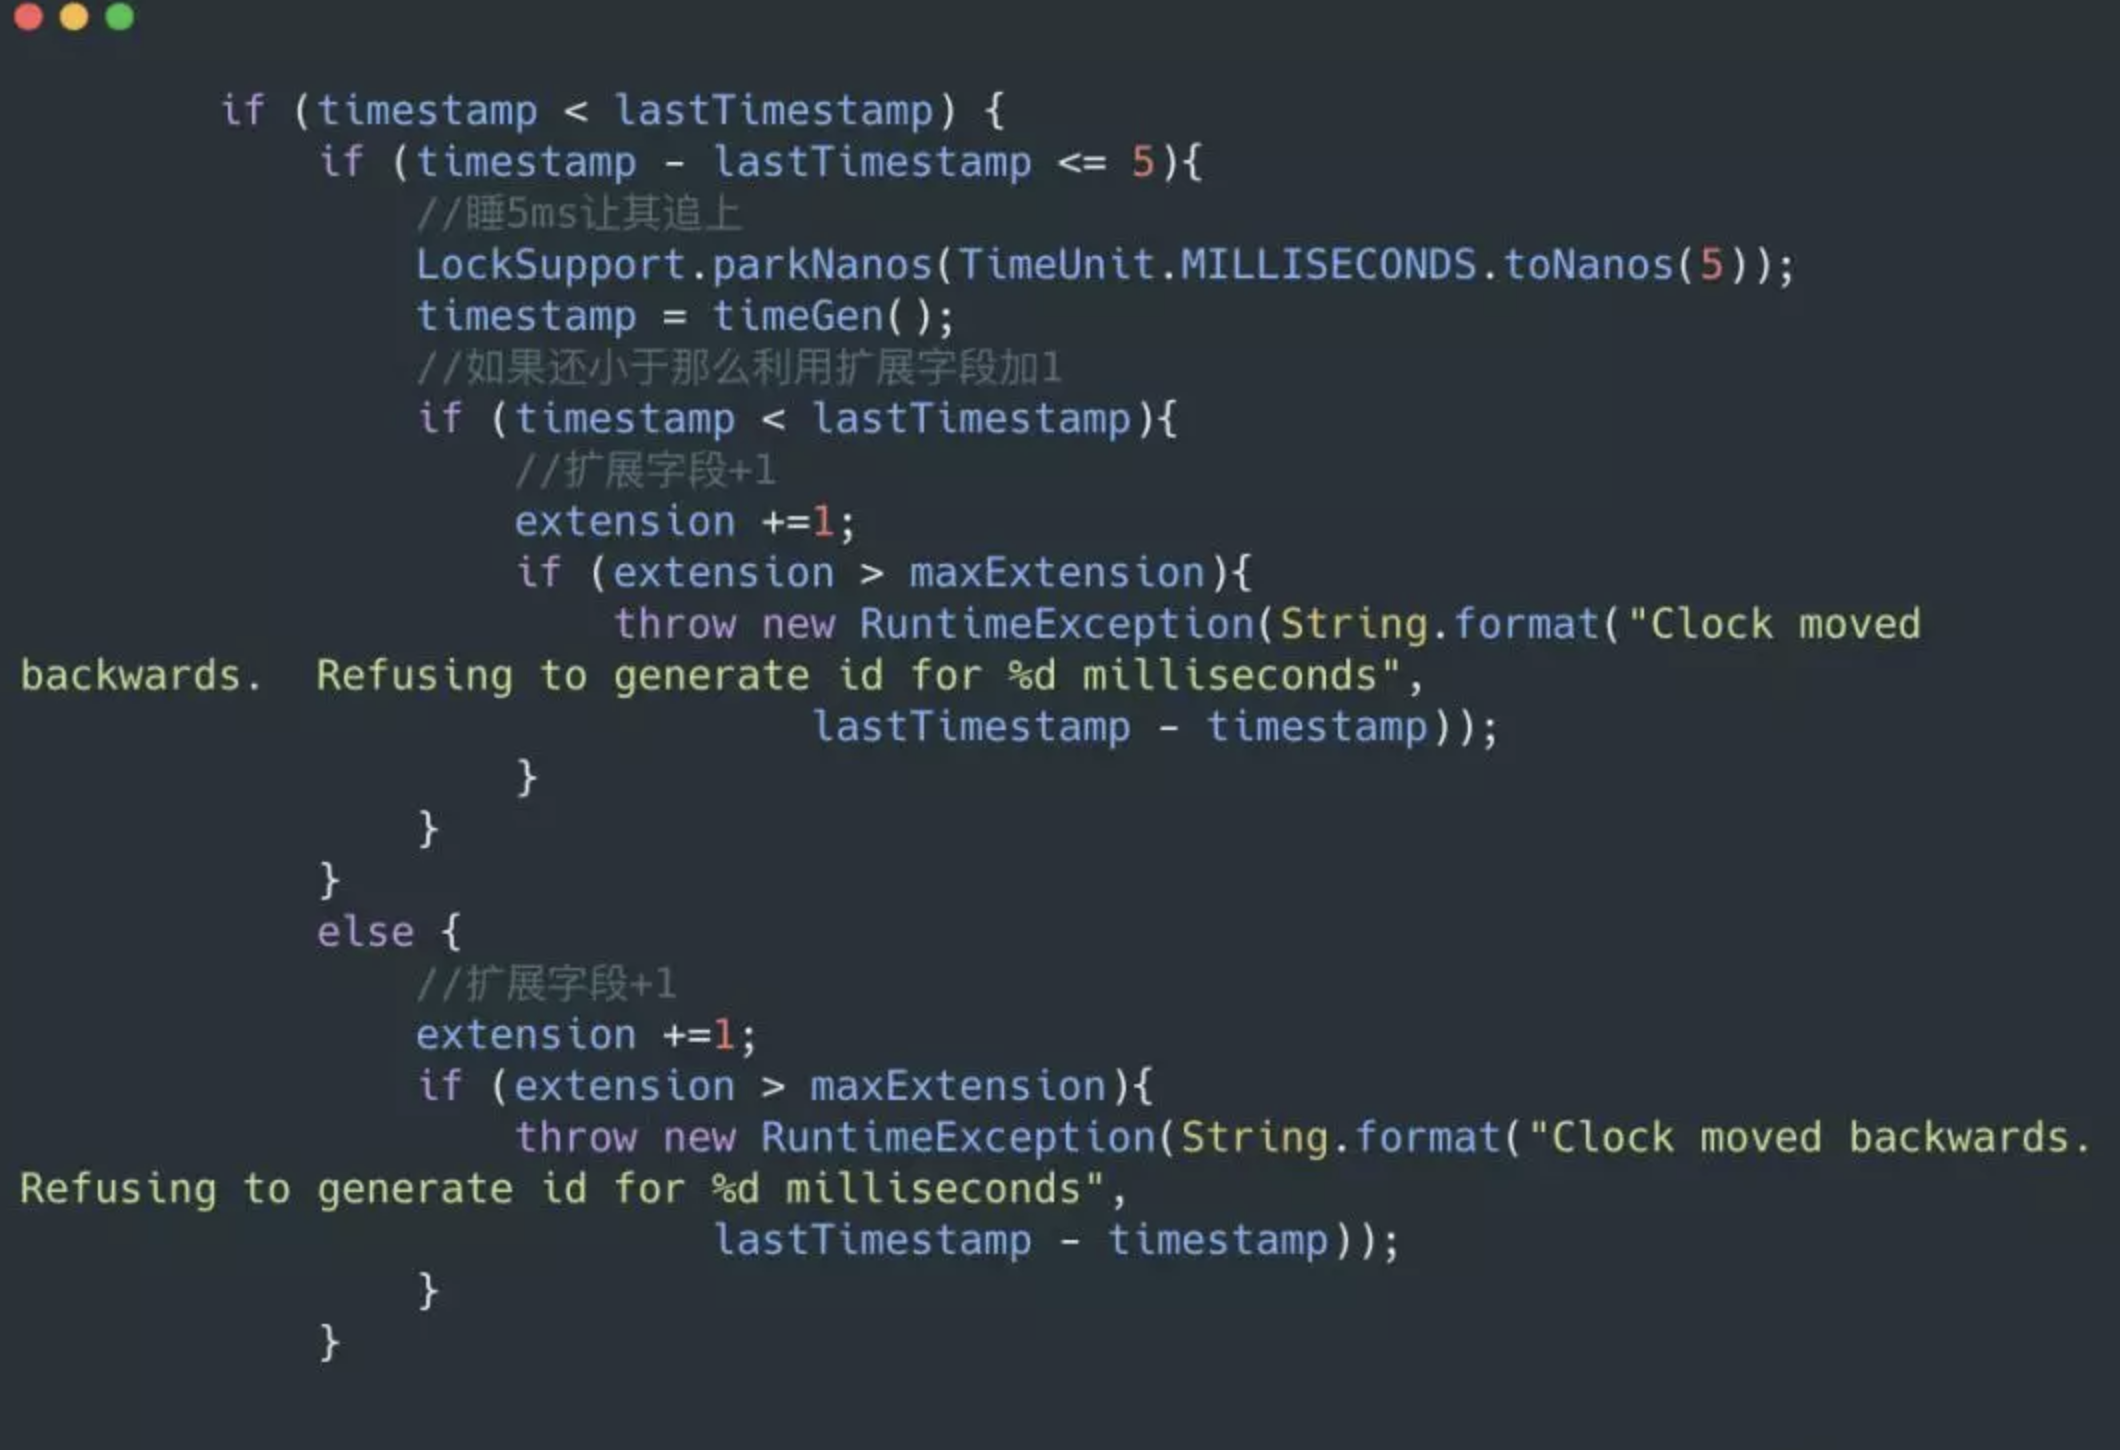 if (timestamp < lastTimestamp) {
if (timestamp - lastTimestamp <= 5){
//睡5ms让其追上
LockSupport.parkNanos(TimeUnit.MILLISECONDS.toNanos(5));
timestamp = timeGen();
//如果还小于那么利用扩展字段加1
if (timestamp < lastTimestamp){
//扩展字段+1
extension +=1;
if (extension > maxExtension){
throw new RuntimeException(String.format("Clock moved
backwards.  Refusing to generate id for %d milliseconds",
lastTimestamp - timestamp));
}
}
}
else {
//扩展字段+1
extension +=1;
if (extension > maxExtension){
throw new RuntimeException(String.format("Clock moved backwards.
Refusing to generate id for %d milliseconds",
lastTimestamp - timestamp));
}
}